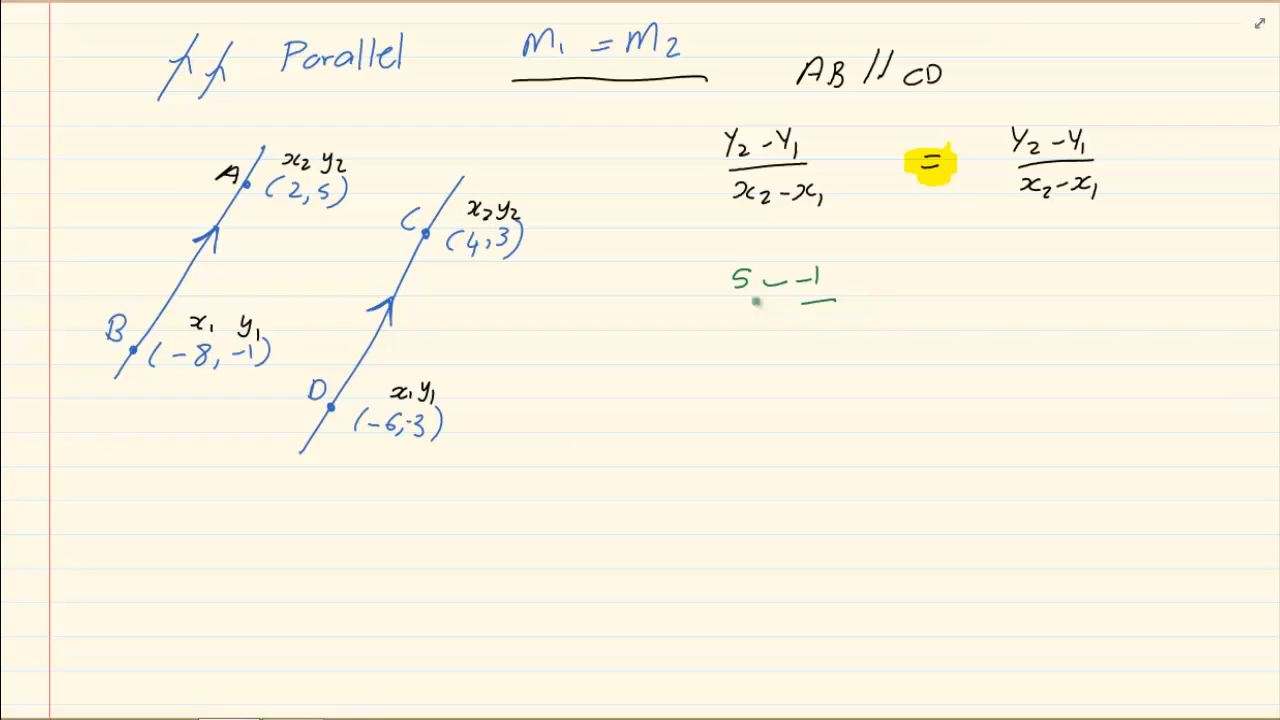 Parallel m₁ = m₂
AB // CD
y₂ - y₁ / x₂ - x₁ = y₂ - y₁ / x₂ - x₁
A x₂ y₂
(2, 5)
C x₂ y₂
(4, 3)
5 - -1
B x₁ y₁
(-8, -1)
D x₁ y₁
(-6, -3)